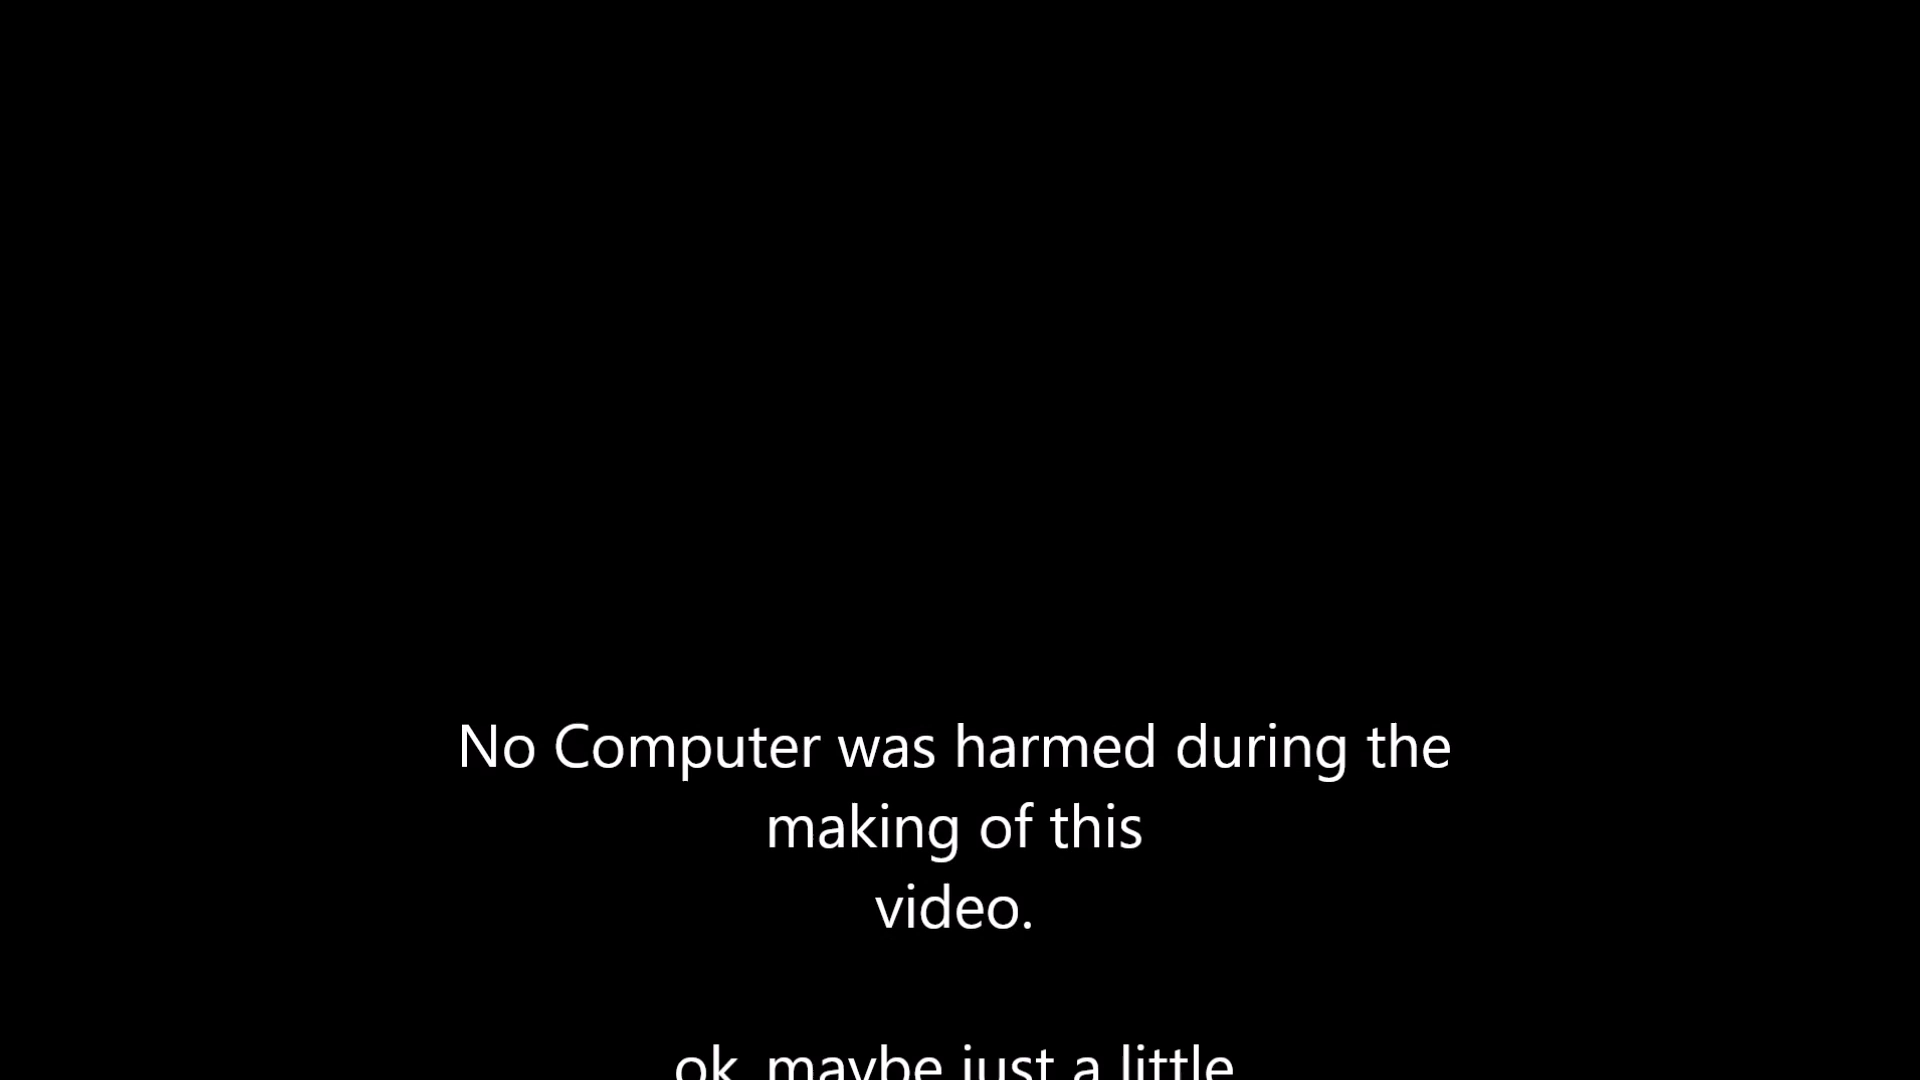 No Computer was harmed during the
making of this
video.
ok maybe just a little